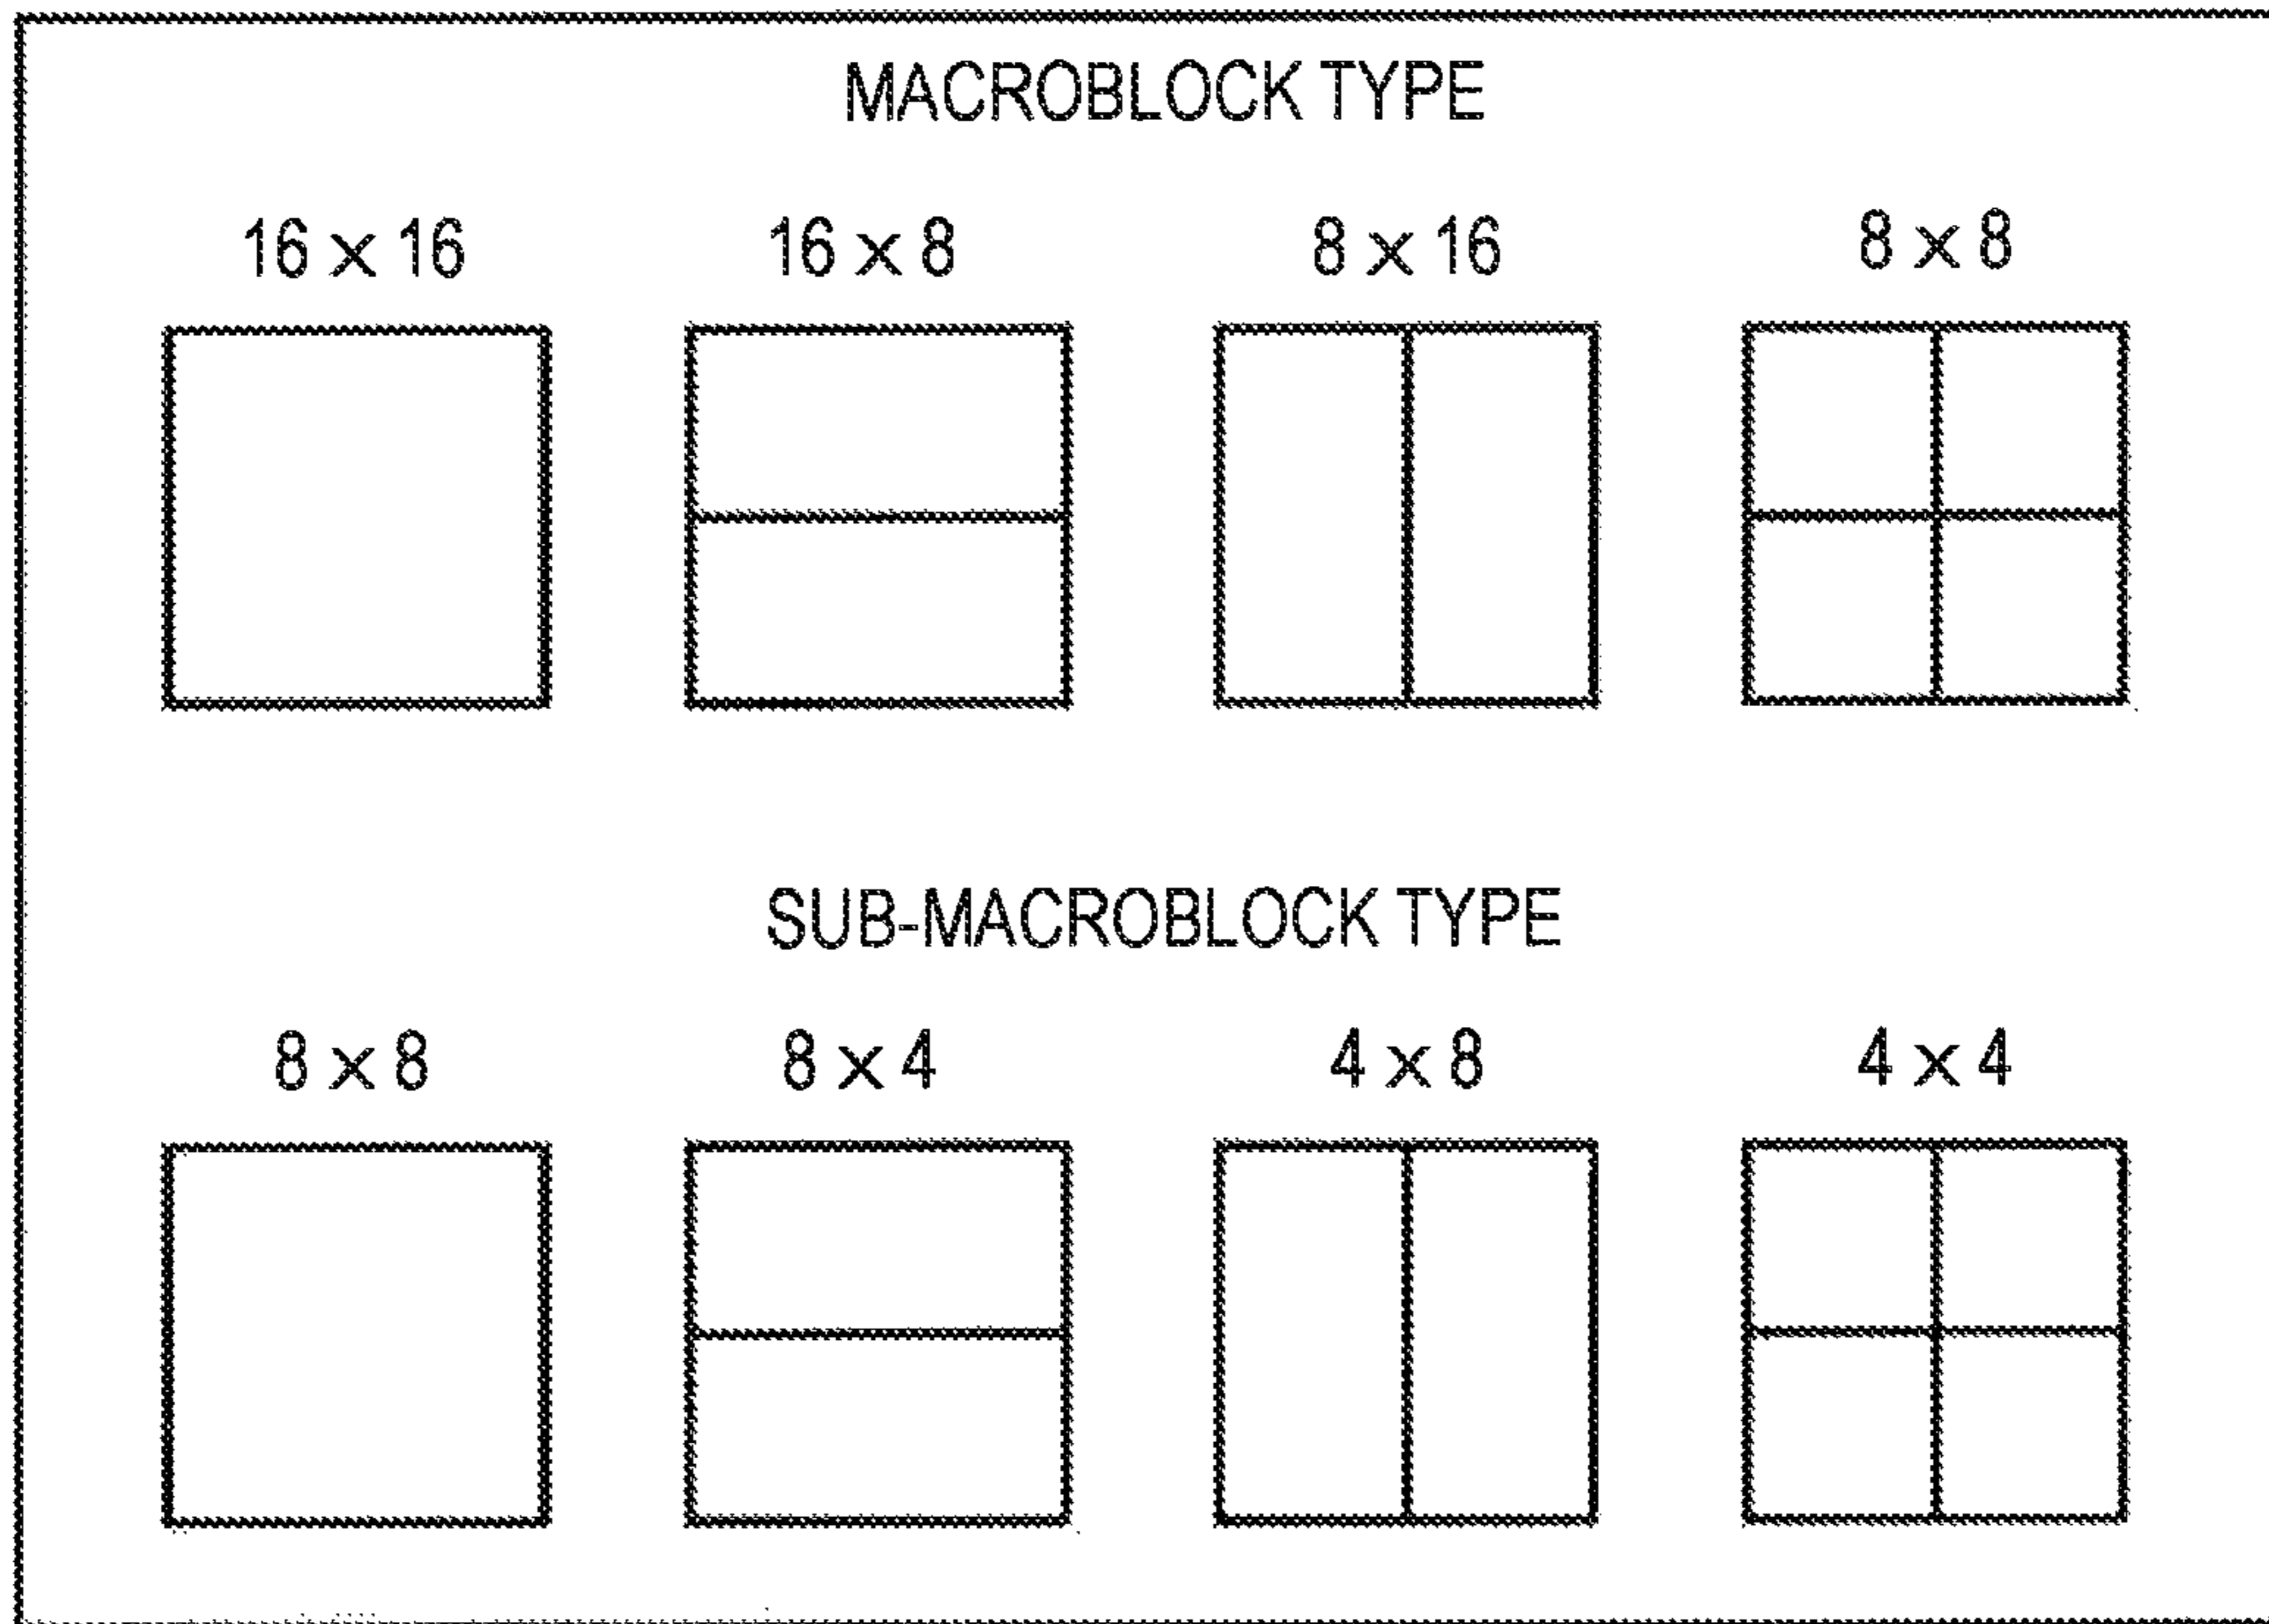 MACROBLOCK TYPE
16 × 16 16 × 8 8 × 16 8 × 8
SUB-MACROBLOCK TYPE
8 × 8 8 × 4 4 × 8 4 × 4